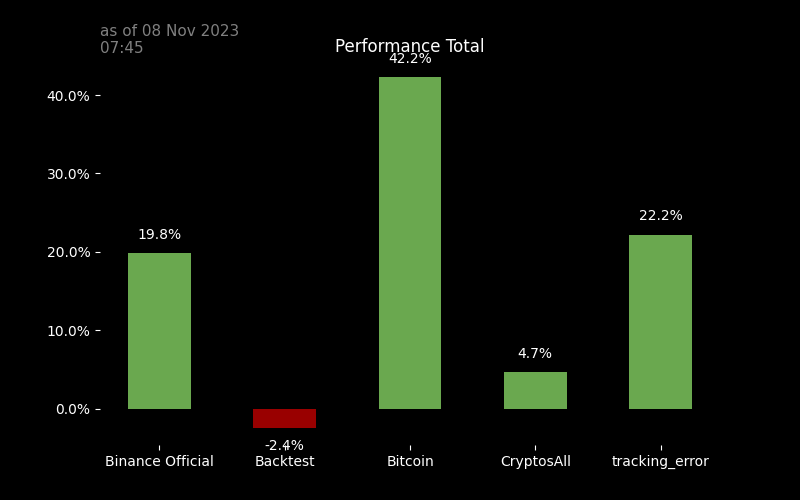 as of 08 Nov 2023
07:45
Performance Total
42.2%
40.0%
30.0%
22.2%
19.8%
20.0%
10.0%
4.7%
0.0%
-2.4%
Binance Official
Backtest
Bitcoin
CryptosAll
tracking_error